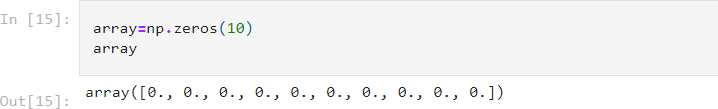 In [15]:
array=np.zeros(10)
array
Out[15]:
array([0., 0., 0., 0., 0., 0., 0., 0., 0., 0.])